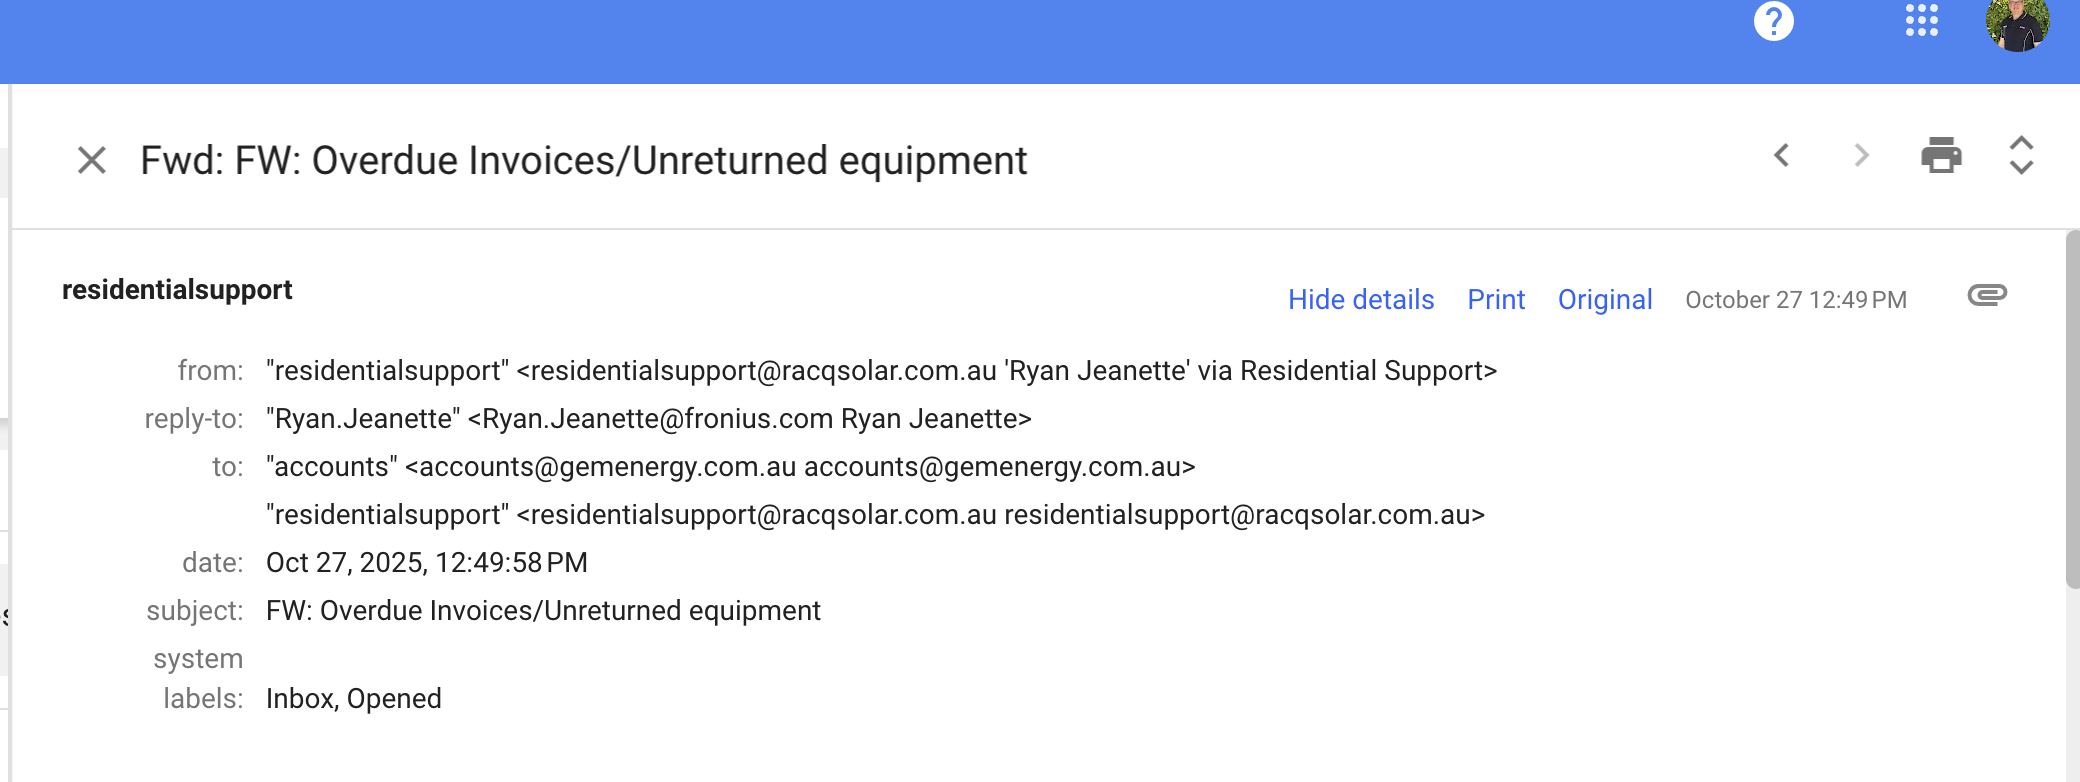 Fwd: FW: Overdue Invoices/Unreturned equipment
residentialsupport
Hide details Print Original October 27 12:49 PM
from: "residentialsupport" <residentialsupport@racqsolar.com.au 'Ryan Jeanette' via Residential Support>
reply-to: "Ryan.Jeanette" <Ryan.Jeanette@fronius.com Ryan Jeanette>
to: "accounts" <accounts@gemenergy.com.au accounts@gemenergy.com.au>
"residentialsupport" <residentialsupport@racqsolar.com.au residentialsupport@racqsolar.com.au>
date: Oct 27, 2025, 12:49:58 PM
subject: FW: Overdue Invoices/Unreturned equipment
system
labels: Inbox, Opened